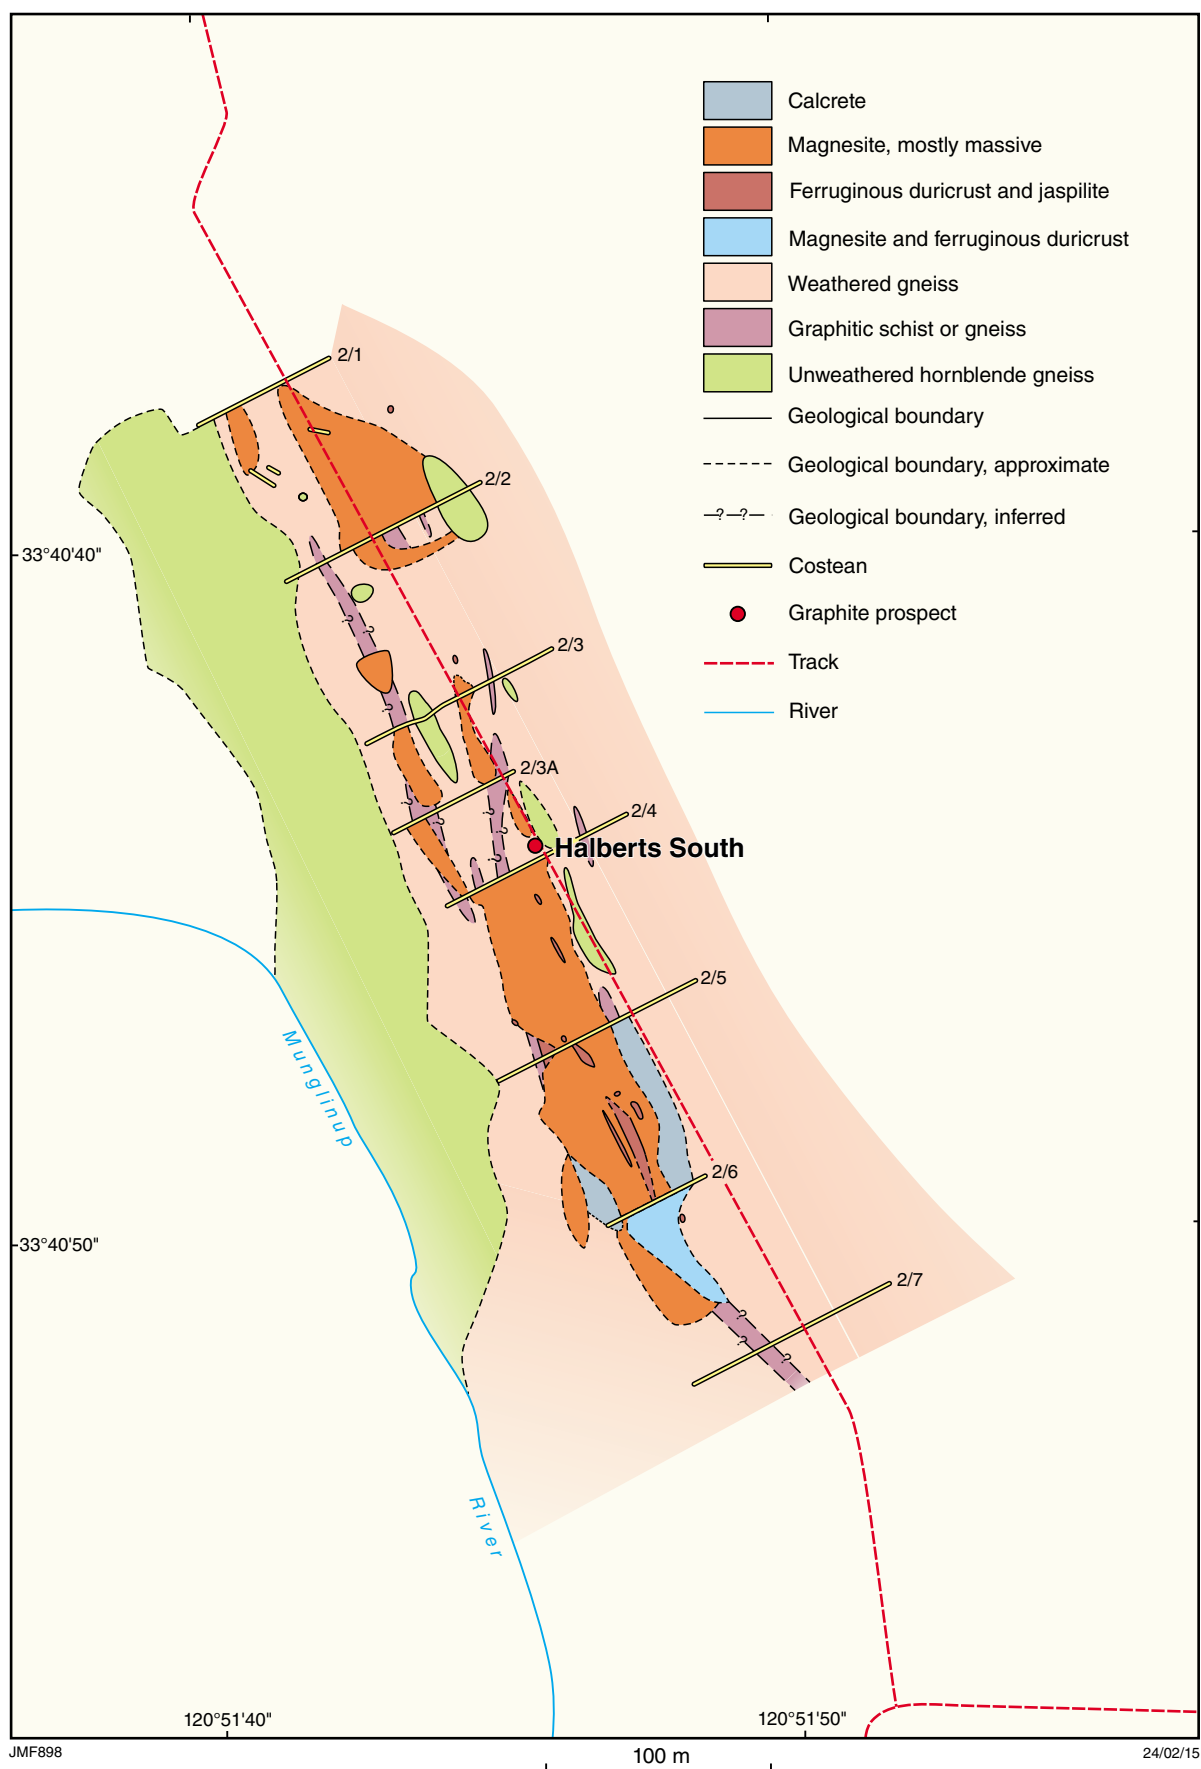 Calcrete
Magnesite, mostly massive
Ferruginous duricrust and jaspilite
Magnesite and ferruginous duricrust
Weathered gneiss
Graphitic schist or gneiss
Unweathered hornblende gneiss
Geological boundary
Geological boundary, approximate
—?—?— Geological boundary, inferred
Costean
Graphite prospect
Track
River
2/1
2/2
33°40'40"
?
?
2/3
?
2/3A
?
?
?
?
?
2/4
Halberts South
2/5
Munglinup
2/6
33°40'50"
2/7
?
?
?
River
120°51'40"
120°51'50"
JMF898
100 m
24/02/15